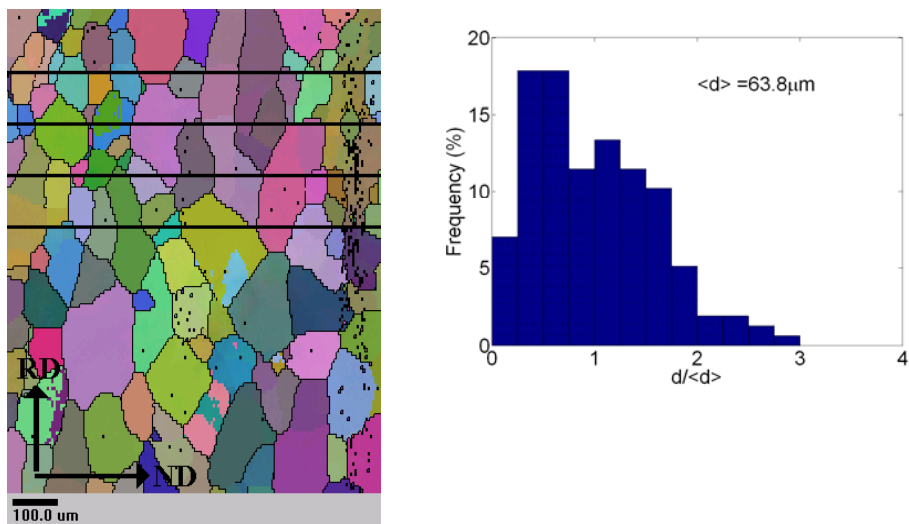 RD
ND
100.0 um
20
15
10
5
0
0 1 2 3 4
Frequency (%)
d/<d>
<d> =63.8μm